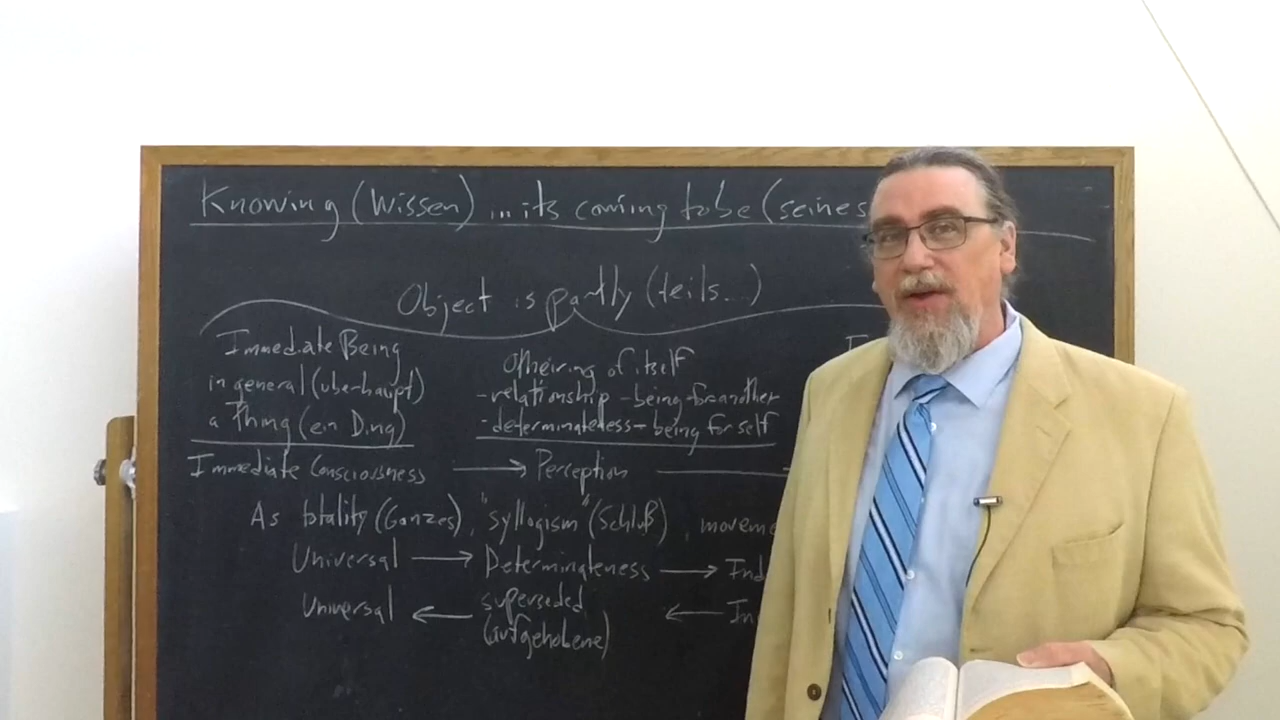 Knowing (Wissen) ...its coming to be (seines
Object is partly (teils...)
Immediate Being
in general (uberhaupt)
a Thing (ein Ding)
Othering of itself
- relationship - being for another
- determinateness - being for self
Immediate Consciousness → Perception
As totality (Ganzes), "syllogism" (Schluß), moveme
Universal → Determinateness → Ind
Universal ← superseded ← In
(aufgehobene)